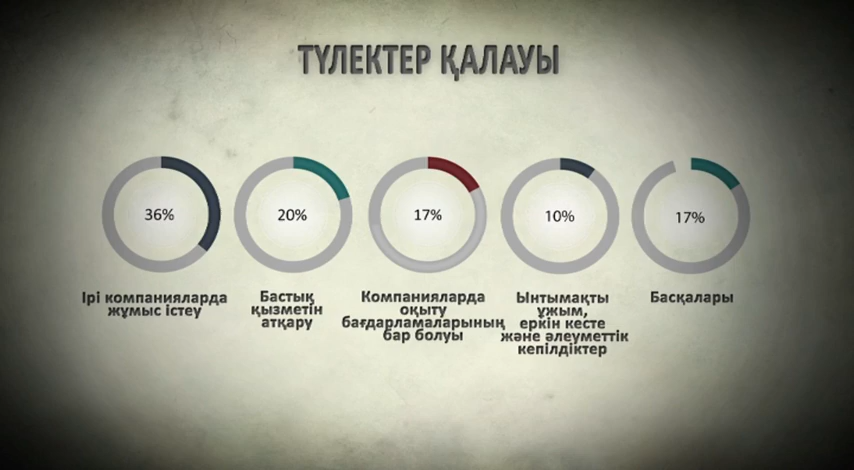 ТҮЛЕКТЕР ҚАЛАУЫ
36%
20%
17%
10%
17%
Ірі компанияларда
жұмыс істеу
Бастық
қызметін
атқару
Компанияларда
оқыту
бағдарламаларының
бар болуы
Ынтымақты
ұжым,
еркін кесте
және әлеуметтік
кепілдіктер
Басқалары